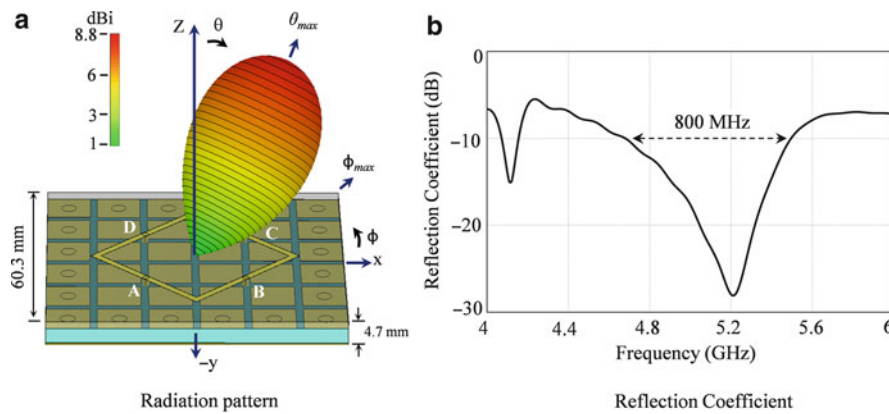 a
dBi
8.8
6
3
1
Z
θ
θmax
ϕmax
D
C
ϕ
x
A
B
60.3 mm
4.7 mm
–y
Radiation pattern
b
Reflection Coefficient (dB)
0
−10
−20
−30
800 MHz
4
4.4
4.8
5.2
5.6
6
Frequency (GHz)
Reflection Coefficient